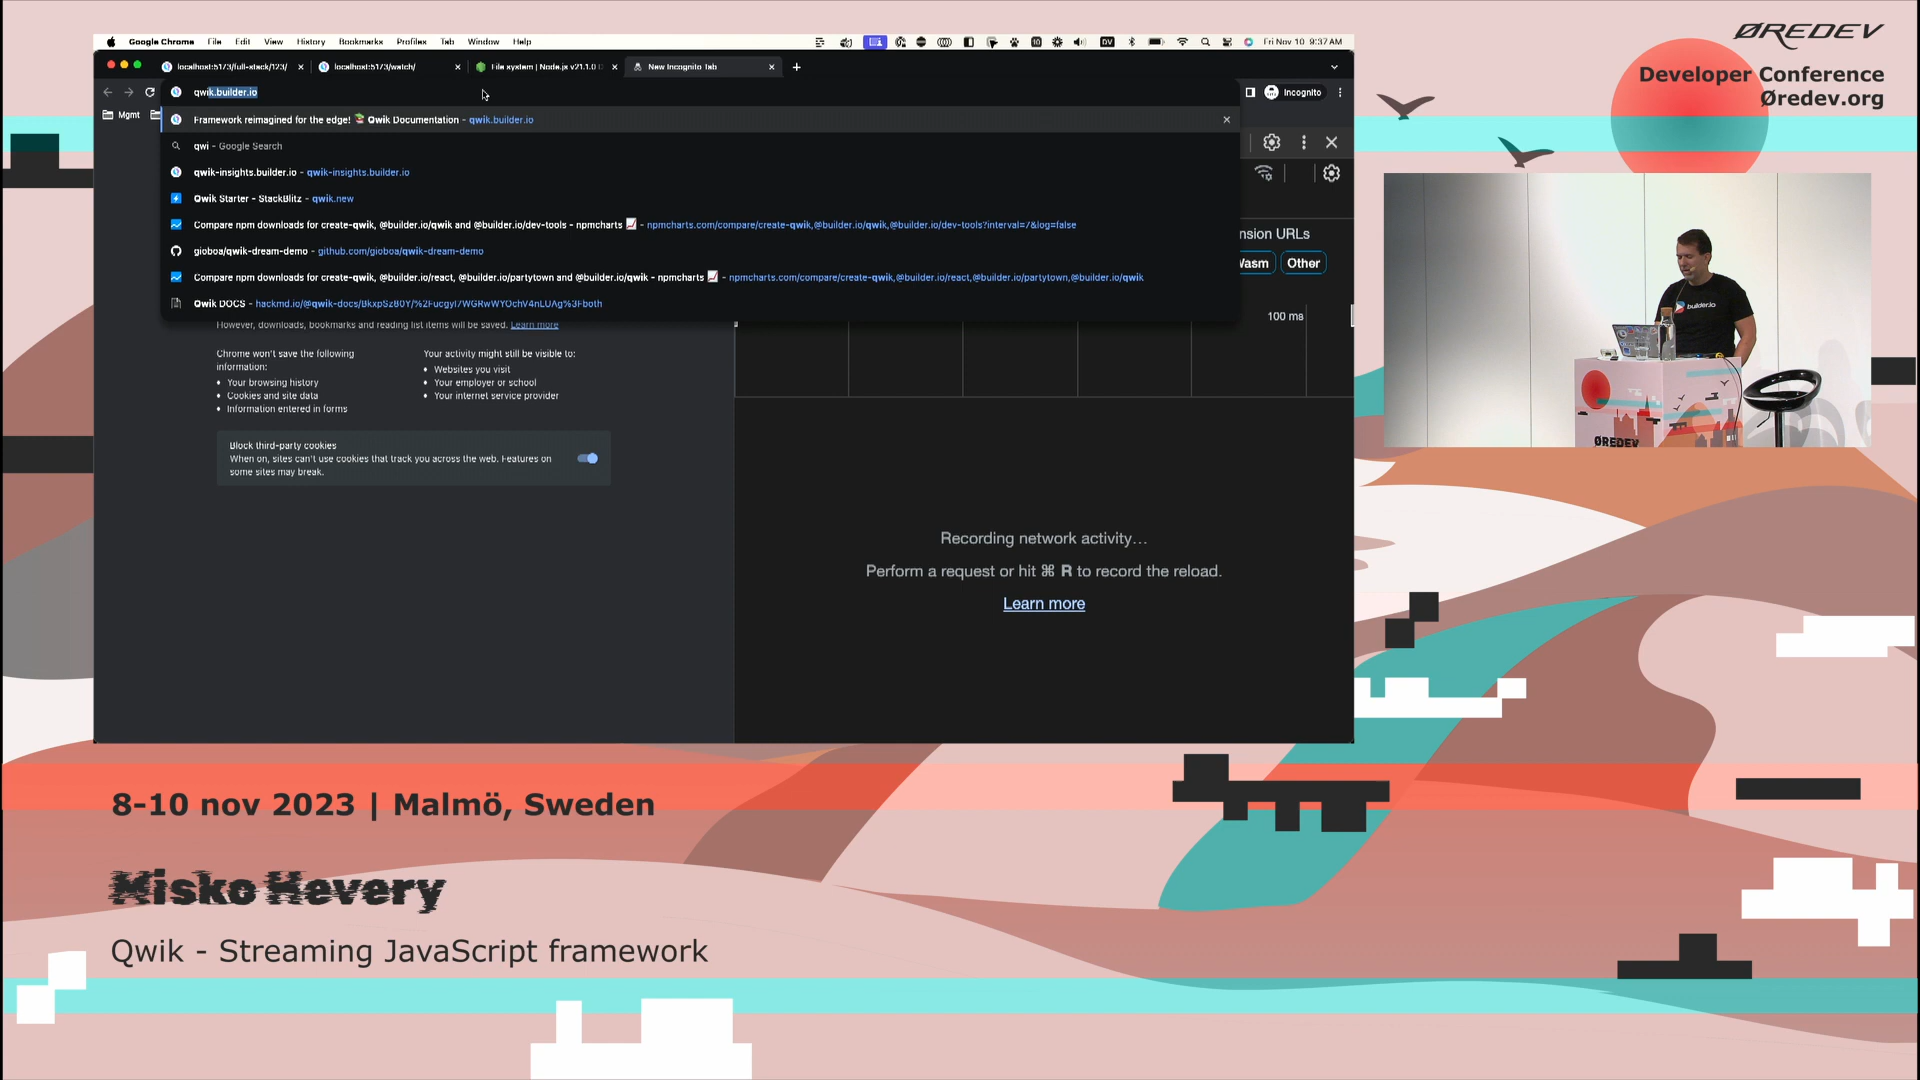 ØREDEV
Developer Conference
Øredev.org
Google Chrome File Edit View History Bookmarks Profiles Tab Window Help
DV
Fri Nov 10 9:37 AM
localhost:5173/full-stack/123/
localhost:5173/watch/
File system | Node.js v21.1.0
New Incognito Tab
qwik.builder.io
Incognito
Mgmt
Framework reimagined for the edge! Qwik Documentation - qwik.builder.io
qwi - Google Search
qwik-insights.builder.io - qwik-insights.builder.io
Qwik Starter - StackBlitz - qwik.new
Compare npm downloads for create-qwik, @builder.io/qwik and @builder.io/dev-tools - npmcharts - npmcharts.com/compare/create-qwik,@builder.io/qwik,@builder.io/dev-tools?interval=7&log=false
gioboa/qwik-dream-demo - github.com/gioboa/qwik-dream-demo
Compare npm downloads for create-qwik, @builder.io/react, @builder.io/partytown and @builder.io/qwik - npmcharts - npmcharts.com/compare/create-qwik,@builder.io/react,@builder.io/partytown,@builder.io/qwik
Qwik DOCS
nsion URLs
Wasm
Other
100 ms
However, downloads, bookmarks and reading list items will be saved. Learn more
Chrome won't save the following
information:
Your browsing history
Cookies and site data
Information entered in forms
Your activity might still be visible to:
Websites you visit
Your employer or school
Your internet service provider
Block third-party cookies
When on, sites can't use cookies that track you across the web. Features on
some sites may break.
Recording network activity…
Perform a request or hit ⌘ R to record the reload.
Learn more
builder.io
ØREDEV
8-10 nov 2023 | Malmö, Sweden
Misko Hevery
Qwik - Streaming JavaScript framework